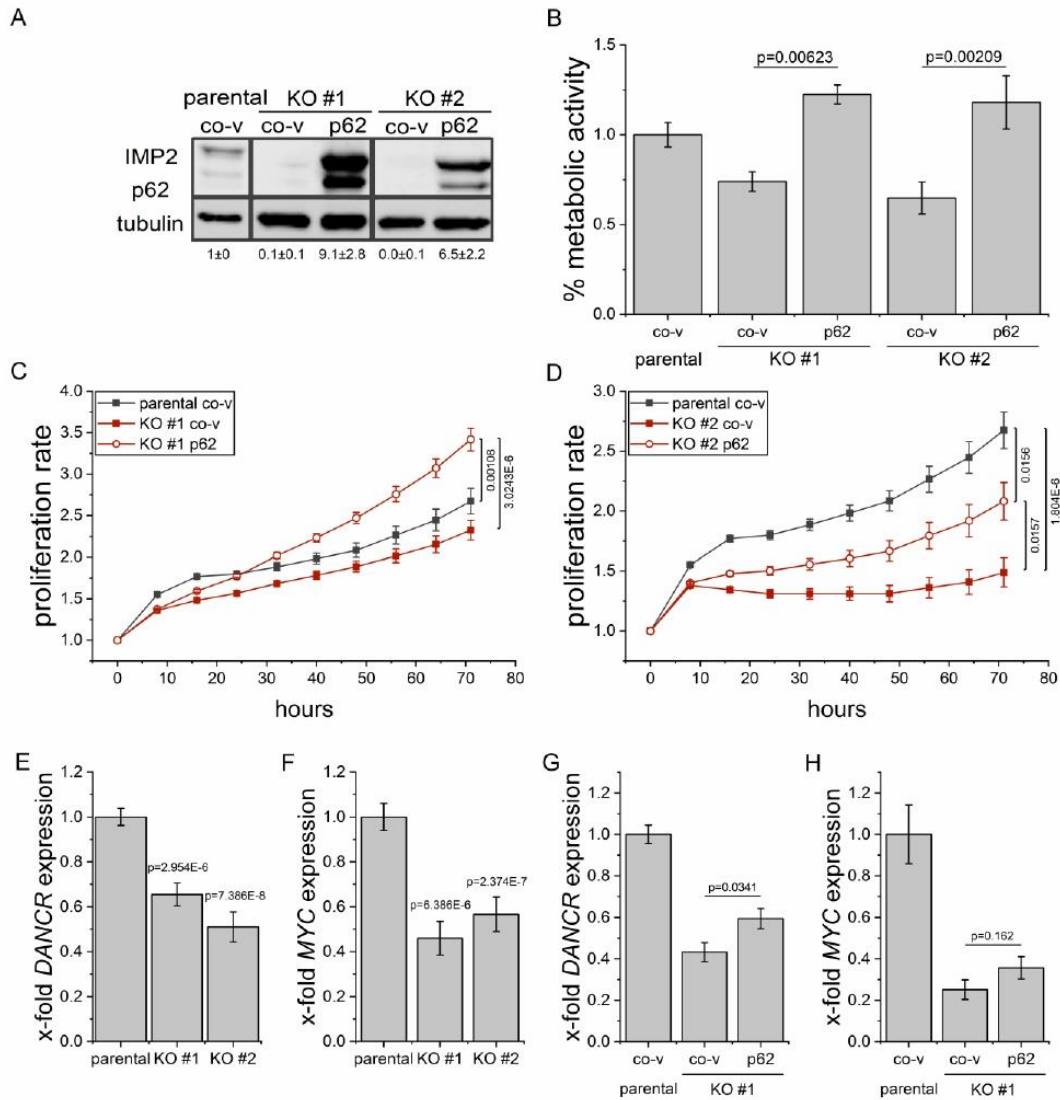 A
parental KO #1 KO #2
co-v co-v p62 co-v p62
IMP2
p62
tubulin
1±0 0.1±0.1 9.1±2.8 0.0±0.1 6.5±2.2
B
% metabolic activity
1.5
1.0
0.5
0.0
p=0.00623 p=0.00209
co-v co-v p62 co-v p62
parental KO #1 KO #2
C
proliferation rate
4.0
3.5
3.0
2.5
2.0
1.5
1.0
parental co-v
KO #1 co-v
KO #1 p62
0.00108
3.0243E-6
0 10 20 30 40 50 60 70 80
hours
D
proliferation rate
3.0
2.5
2.0
1.5
1.0
parental co-v
KO #2 co-v
KO #2 p62
0.0156
0.0157
1.804E-6
0 10 20 30 40 50 60 70 80
hours
E
x-fold DANCR expression
1.2
1.0
0.8
0.6
0.4
0.2
0.0
p=2.954E-6
p=7.386E-8
parental KO #1 KO #2
F
x-fold MYC expression
1.2
1.0
0.8
0.6
0.4
0.2
0.0
p=6.386E-6
p=2.374E-7
parental KO #1 KO #2
G
x-fold DANCR expression
1.2
1.0
0.8
0.6
0.4
0.2
0.0
p=0.0341
co-v co-v p62
parental KO #1
H
x-fold MYC expression
1.2
1.0
0.8
0.6
0.4
0.2
0.0
p=0.162
co-v co-v p62
parental KO #1